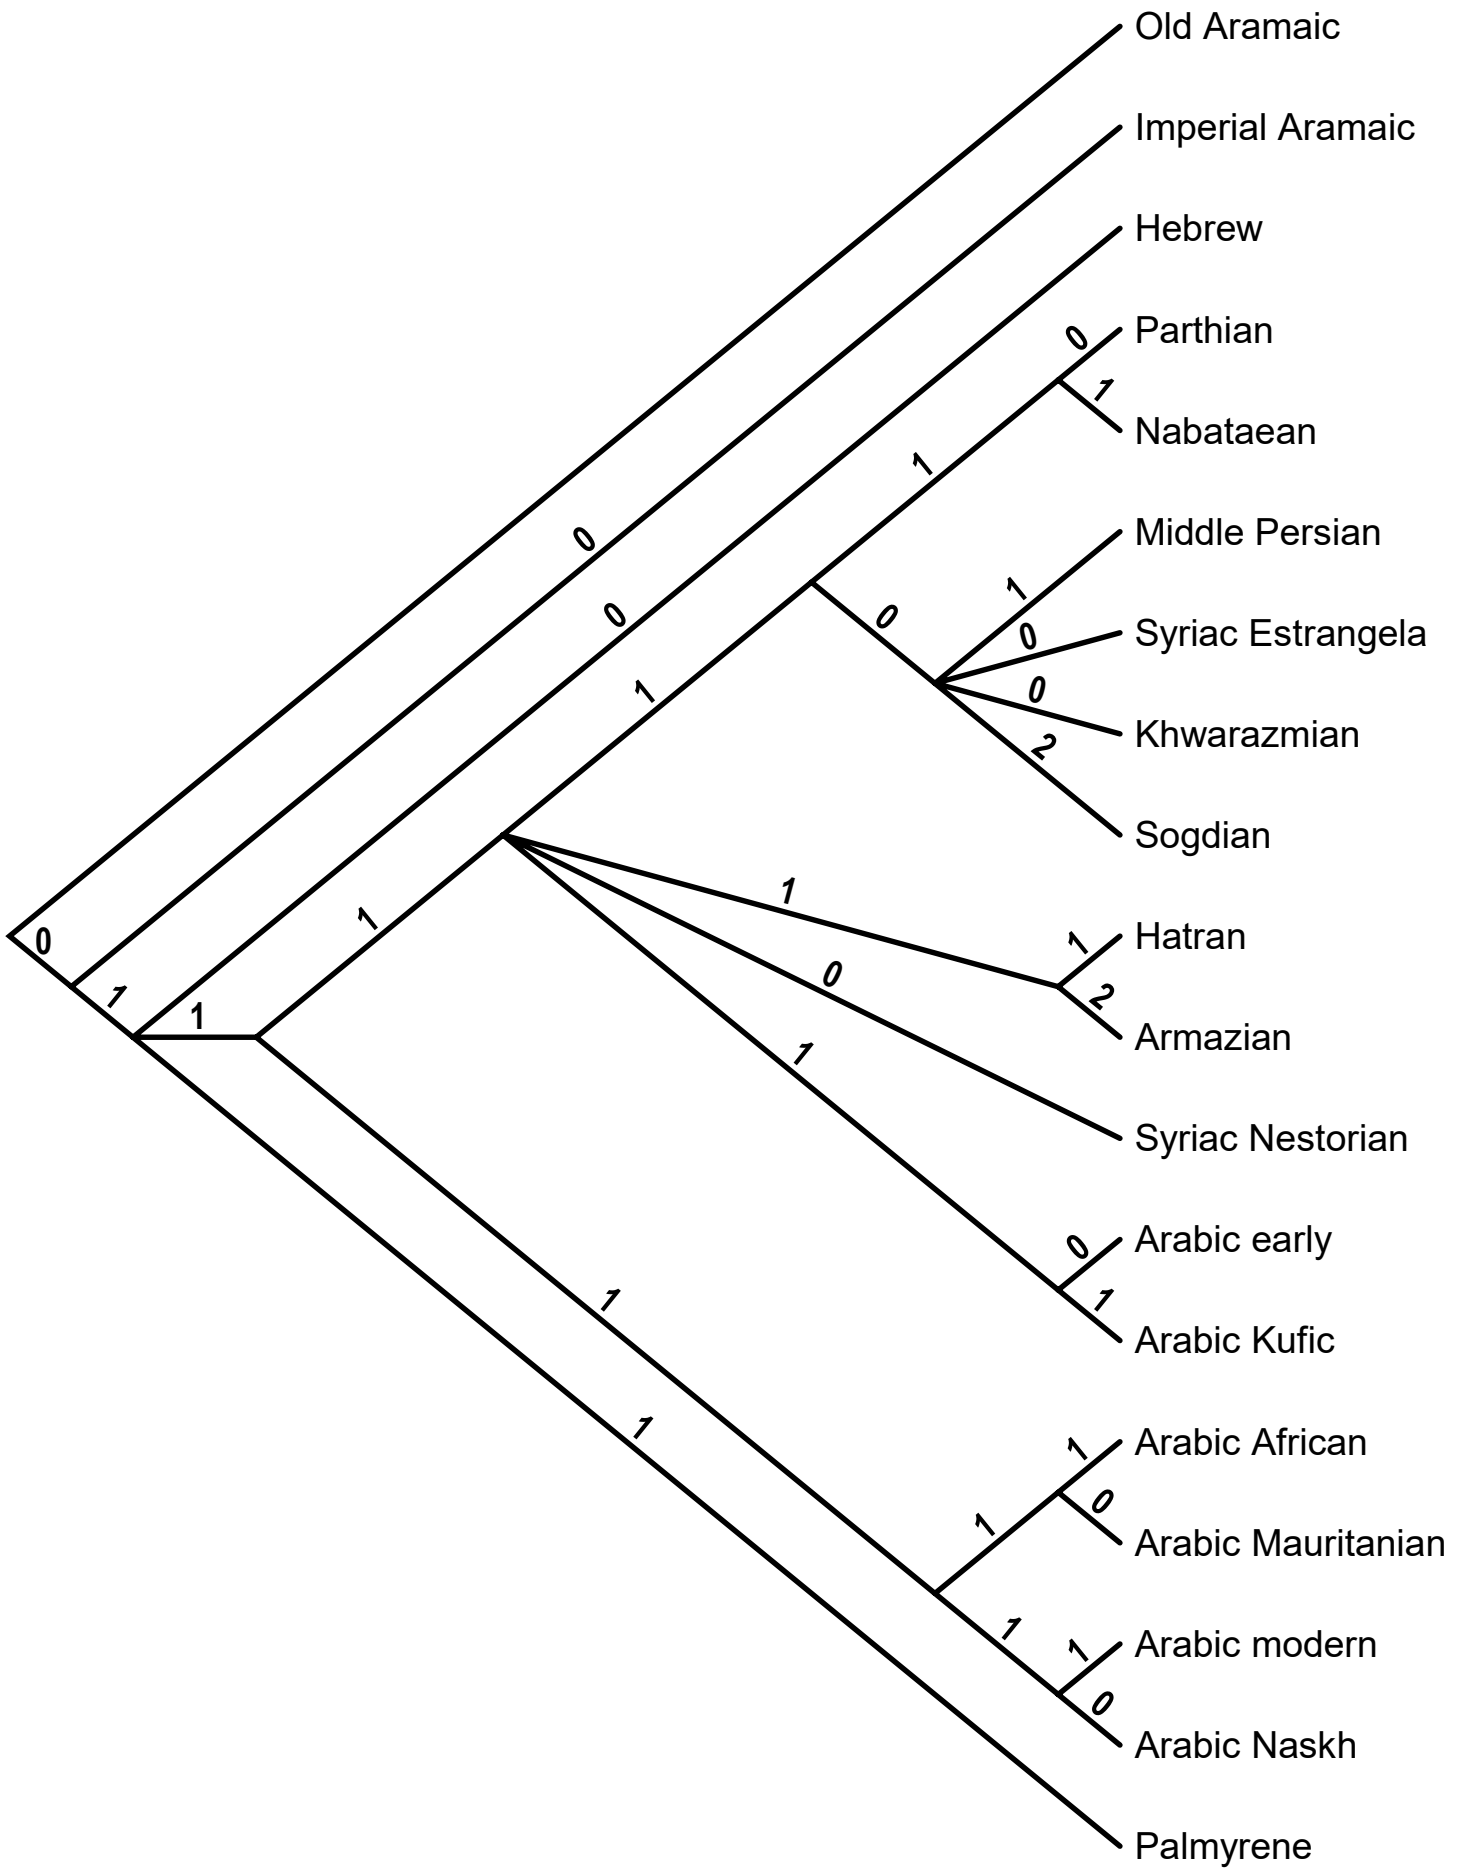 Old Aramaic
Imperial Aramaic
Hebrew
0 Parthian
1
Nabataean
1
0
Middle Persian
1
0
0
Syriac Estrangela
0
1
0
Khwarazmian
2
Sogdian
1
1
0
1
Hatran
0
2
1
1
Armazian
1
Syriac Nestorian
0
Arabic early
1
1
Arabic Kufic
1
1
Arabic African
0
1
Arabic Mauritanian
1
1
Arabic modern
0
Arabic Naskh
Palmyrene